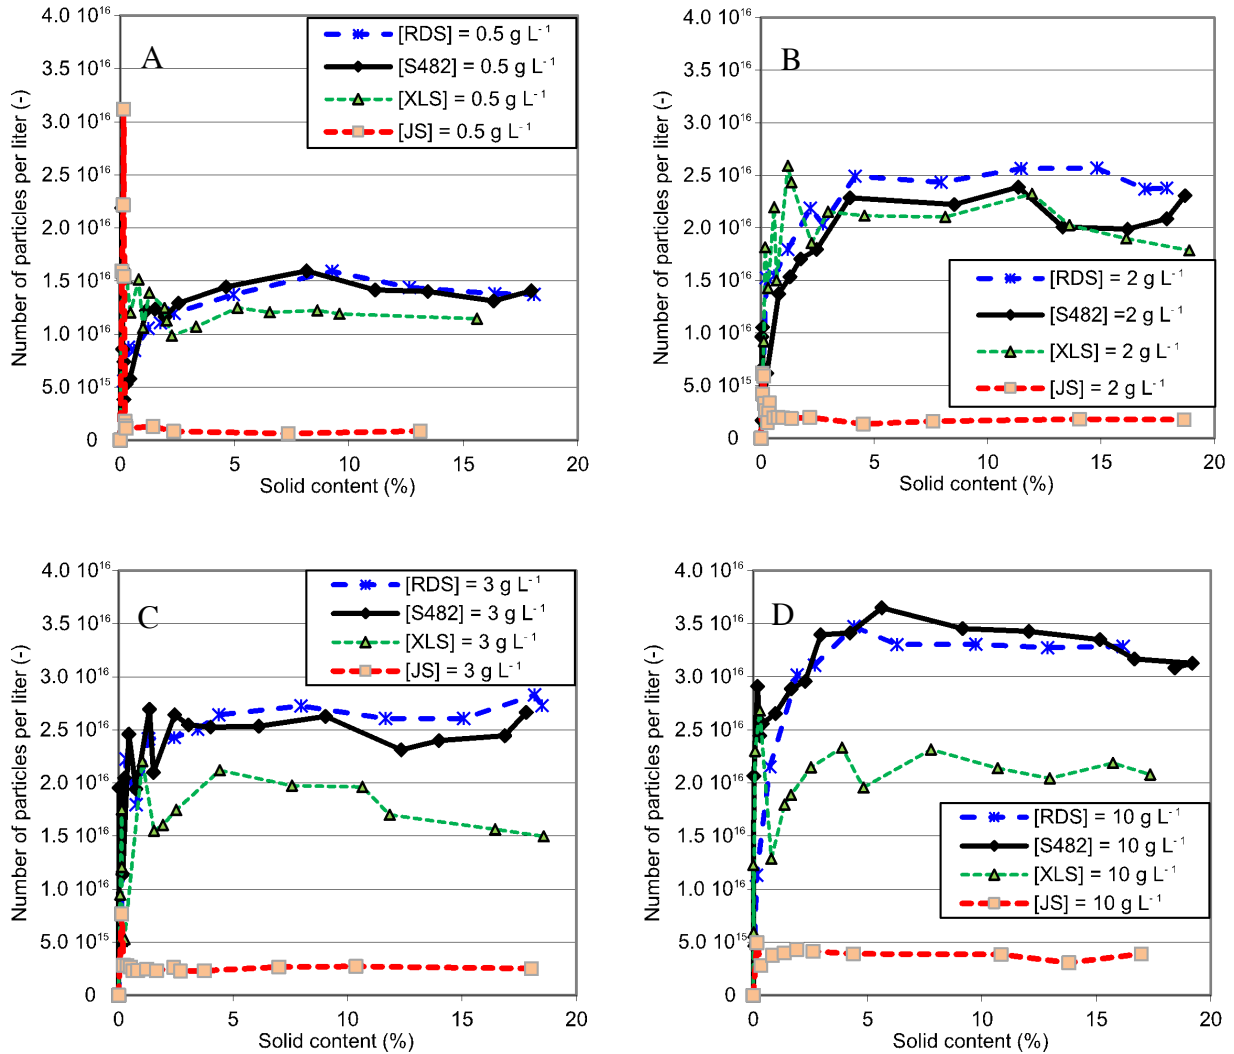 A
Number of particles per liter (-)
4.0 10¹⁶
3.5 10¹⁶
3.0 10¹⁶
2.5 10¹⁶
2.0 10¹⁶
1.5 10¹⁶
1.0 10¹⁶
5.0 10¹⁵
0
0 5 10 15 20
Solid content (%)
[RDS] = 0.5 g L⁻¹
[S482] = 0.5 g L⁻¹
[XLS] = 0.5 g L⁻¹
[JS] = 0.5 g L⁻¹
B
Number of particles per liter (-)
4.0 10¹⁶
3.5 10¹⁶
3.0 10¹⁶
2.5 10¹⁶
2.0 10¹⁶
1.5 10¹⁶
1.0 10¹⁶
5.0 10¹⁵
0
0 5 10 15 20
Solid content (%)
[RDS] = 2 g L⁻¹
[S482] =2 g L⁻¹
[XLS] = 2 g L⁻¹
[JS] = 2 g L⁻¹
C
Number of particles per liter (-)
4.0 10¹⁶
3.5 10¹⁶
3.0 10¹⁶
2.5 10¹⁶
2.0 10¹⁶
1.5 10¹⁶
1.0 10¹⁶
5.0 10¹⁵
0
0 5 10 15 20
Solid content (%)
[RDS] = 3 g L⁻¹
[S482] = 3 g L⁻¹
[XLS] = 3 g L⁻¹
[JS] = 3 g L⁻¹
D
Number of particles per liter (-)
4.0 10¹⁶
3.5 10¹⁶
3.0 10¹⁶
2.5 10¹⁶
2.0 10¹⁶
1.5 10¹⁶
1.0 10¹⁶
5.0 10¹⁵
0
0 5 10 15 20
Solid content (%)
[RDS] = 10 g L⁻¹
[S482] = 10 g L⁻¹
[XLS] = 10 g L⁻¹
[JS] = 10 g L⁻¹